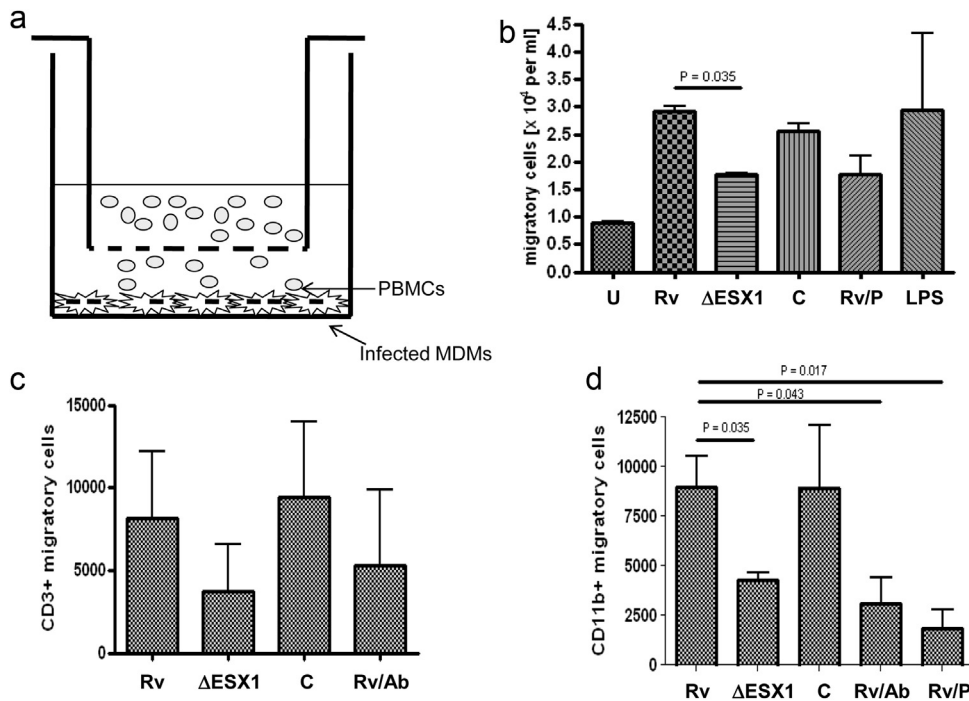 a
PBMCs
Infected MDMs
b
migratory cells [x 10⁴ per ml]
4.5
4.0
3.5
3.0
2.5
2.0
1.5
1.0
0.5
0.0
P = 0.035
U Rv ΔESX1 C Rv/P LPS
c
CD3+ migratory cells
15000
10000
5000
0
Rv ΔESX1 C Rv/Ab
d
CD11b+ migratory cells
P = 0.017
P = 0.043
P = 0.035
12500
10000
7500
5000
2500
0
Rv ΔESX1 C Rv/Ab Rv/P